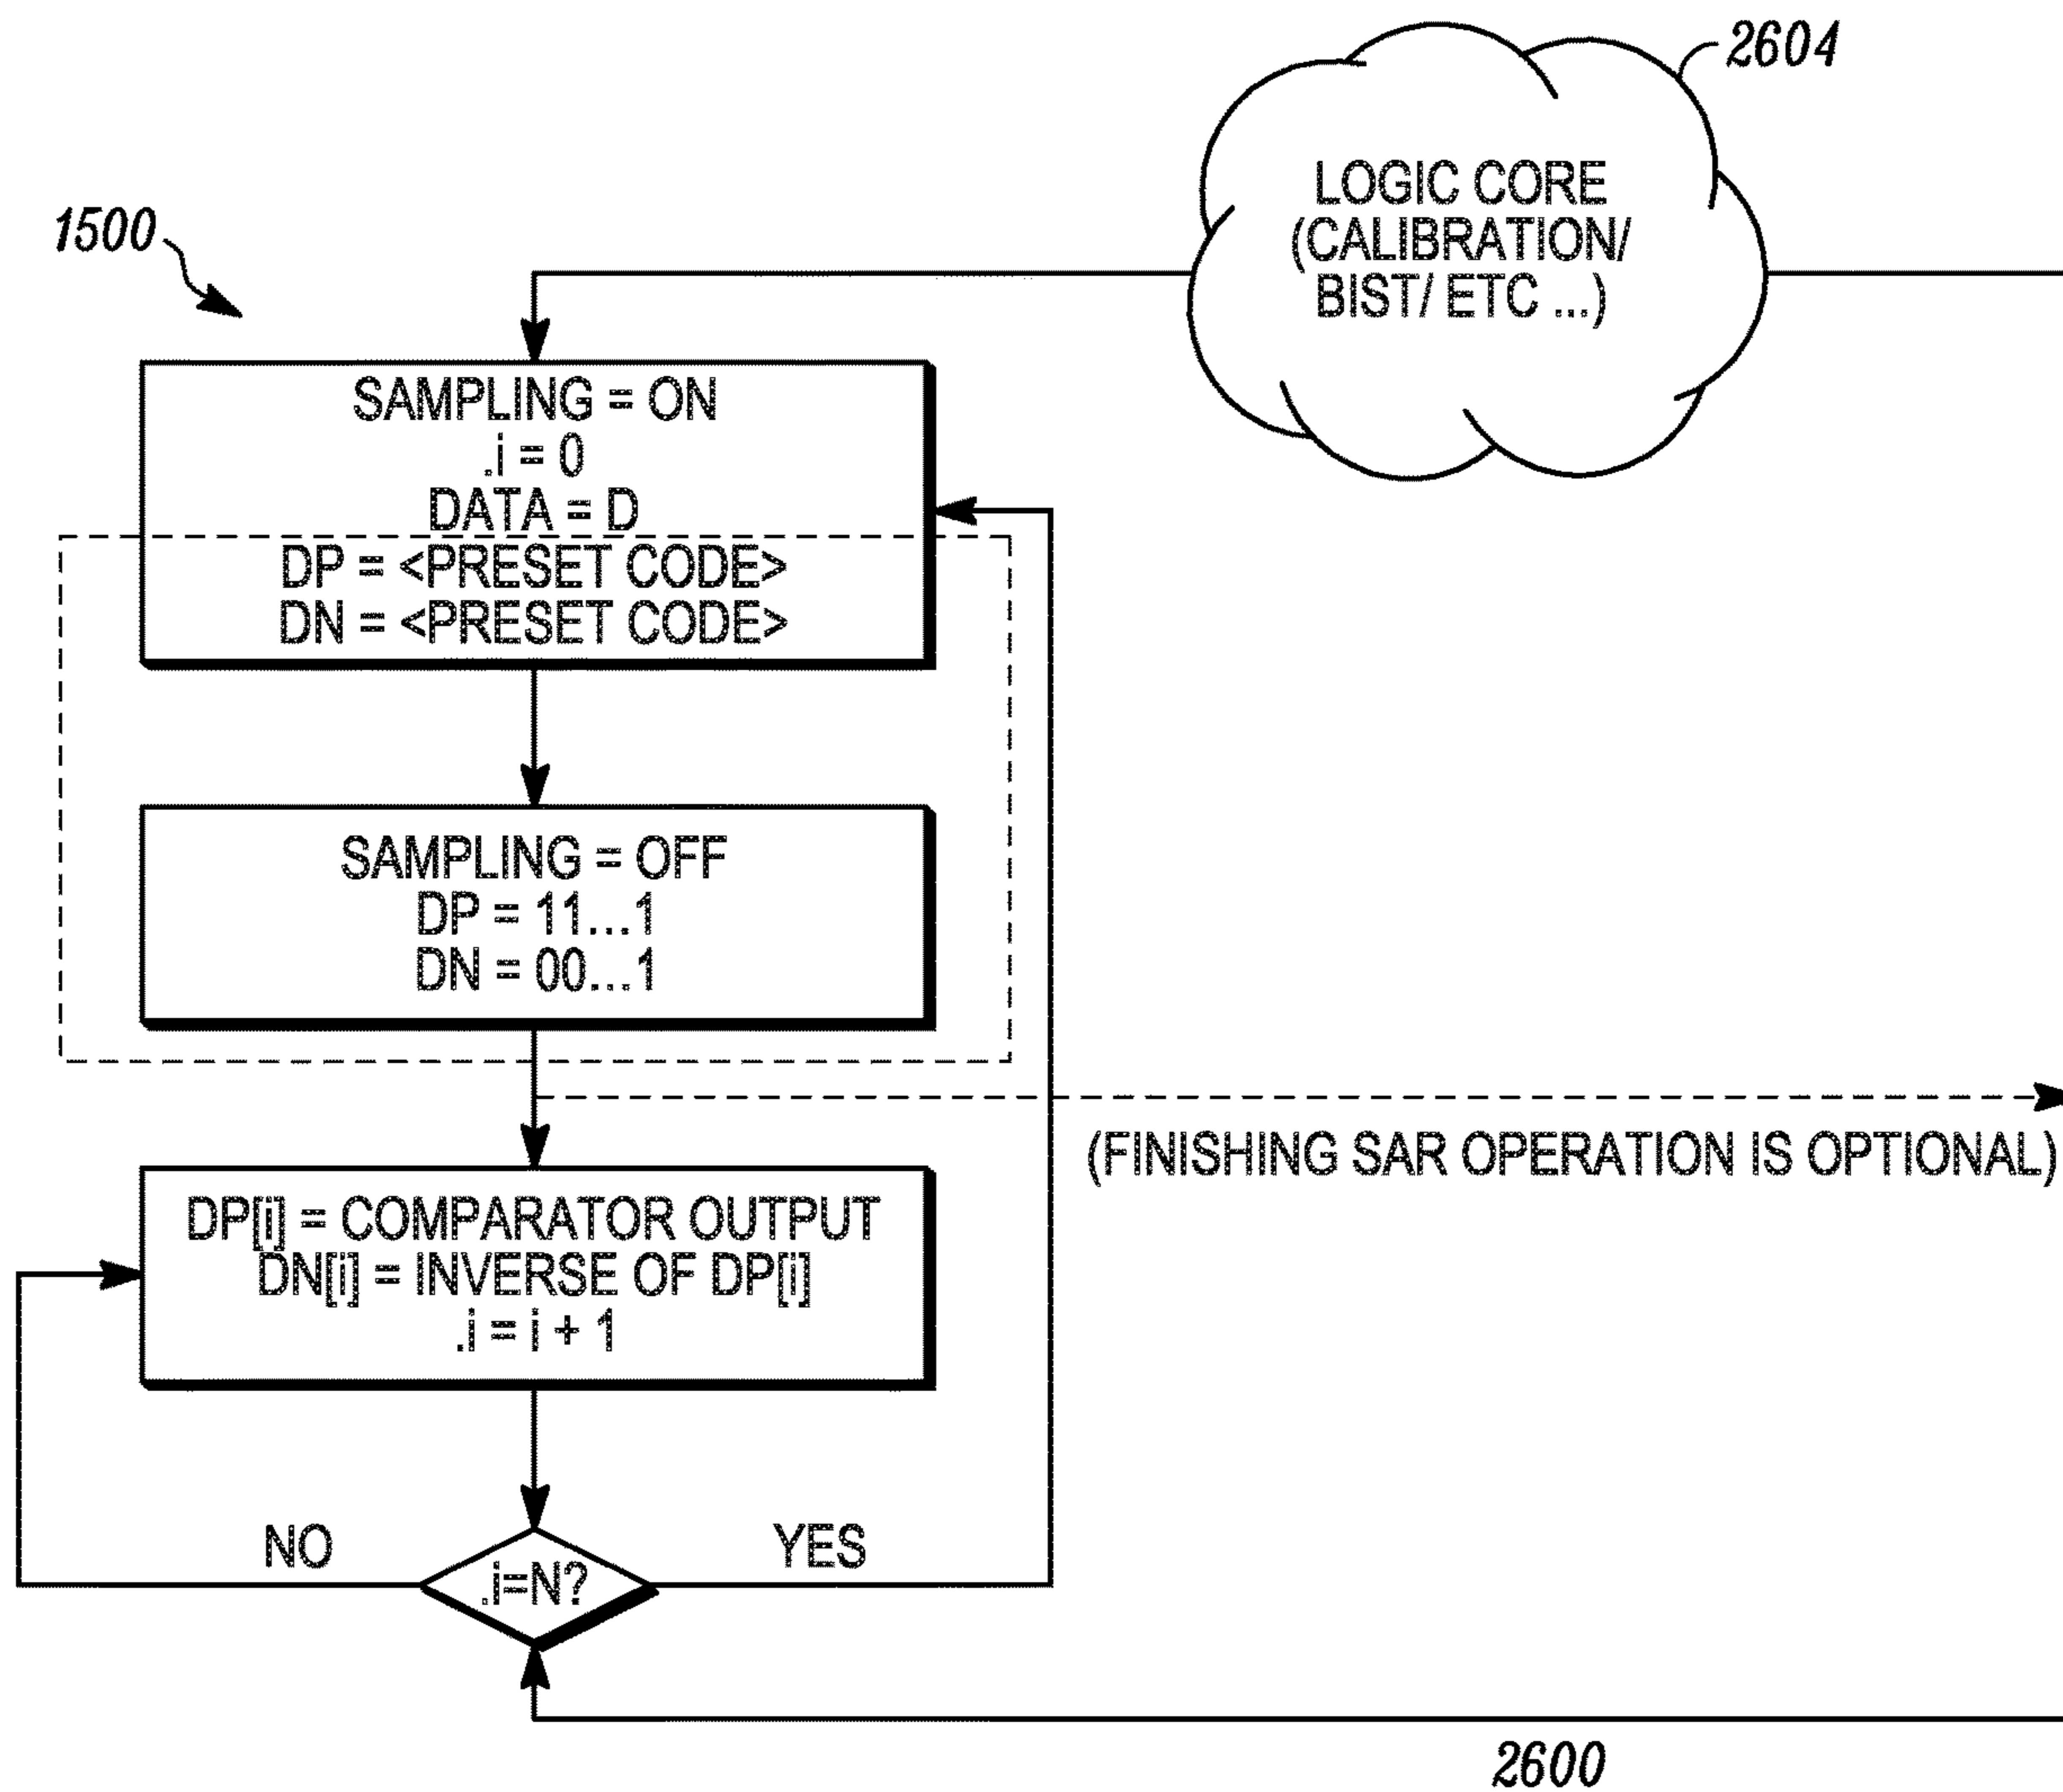 2604
LOGIC CORE
(CALIBRATION/
BIST/ ETC ...)
1500
SAMPLING = ON
.i = 0
DATA = D
DP = <PRESET CODE>
DN = <PRESET CODE>
SAMPLING = OFF
DP = 11...1
DN = 00...1
(FINISHING SAR OPERATION IS OPTIONAL)
DP[i] = COMPARATOR OUTPUT
DN[i] = INVERSE OF DP[i]
.i = i + 1
NO
YES
.i=N?
2600